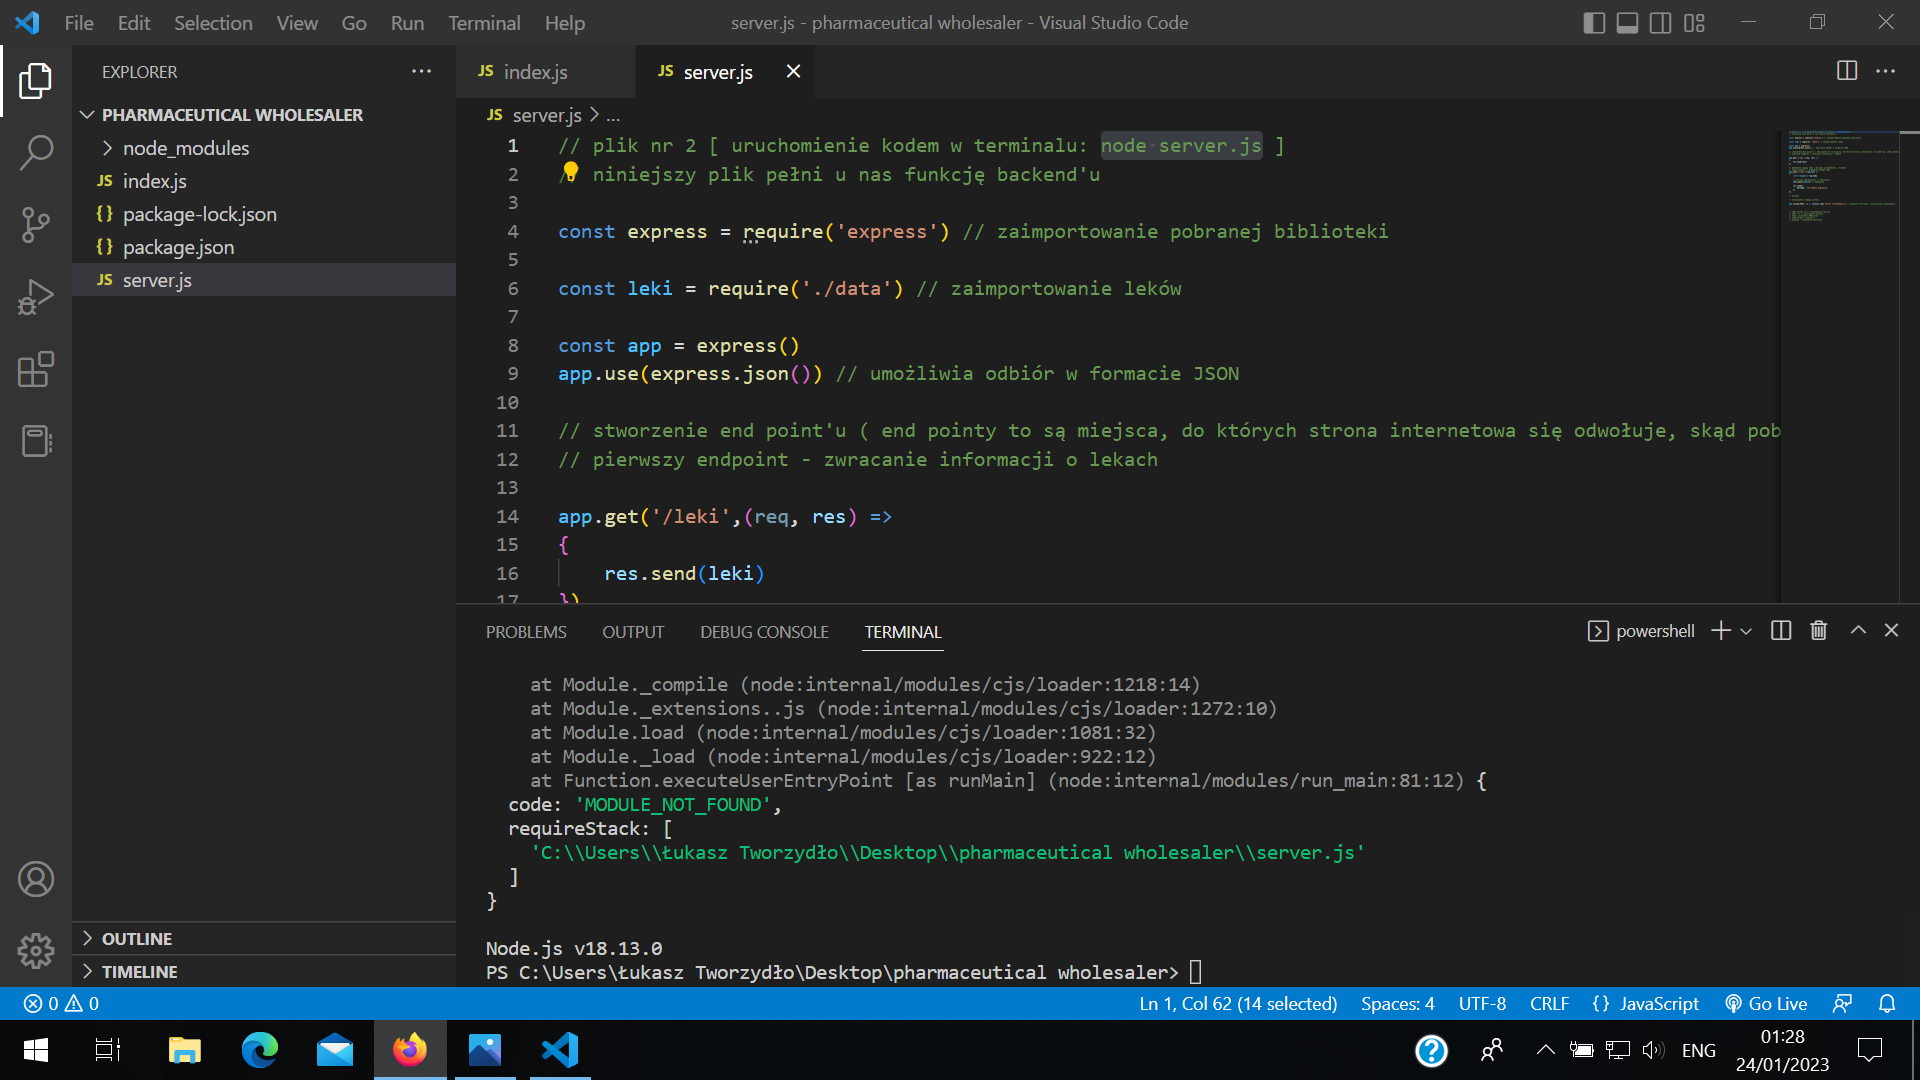 File Edit Selection View Go Run Terminal Help server.js - pharmaceutical wholesaler - Visual Studio Code
EXPLORER
PHARMACEUTICAL WHOLESALER
node_modules
JS index.js
{} package-lock.json
{} package.json
JS server.js
OUTLINE
TIMELINE
JS index.js JS server.js
JS server.js > ...
1 // plik nr 2 [ uruchomienie kodem w terminalu: node server.js ]
2 // niniejszy plik pełni u nas funkcję backend'u
3
4 const express = require('express') // zaimportowanie pobranej biblioteki
5
6 const leki = require('./data') // zaimportowanie leków
7
8 const app = express()
9 app.use(express.json()) // umożliwia odbiór w formacie JSON
10
11 // stworzenie end point'u ( end pointy to są miejsca, do których strona internetowa się odwołuje, skąd pob
12 // pierwszy endpoint - zwracanie informacji o lekach
13
14 app.get('/leki',(req, res) =>
15 {
16 res.send(leki)
17 })
PROBLEMS OUTPUT DEBUG CONSOLE TERMINAL powershell
at Module._compile (node:internal/modules/cjs/loader:1218:14)
at Module._extensions..js (node:internal/modules/cjs/loader:1272:10)
at Module.load (node:internal/modules/cjs/loader:1081:32)
at Module._load (node:internal/modules/cjs/loader:922:12)
at Function.executeUserEntryPoint [as runMain] (node:internal/modules/run_main:81:12) {
code: 'MODULE_NOT_FOUND',
requireStack: [
'C:\\Users\\Łukasz Tworzydło\\Desktop\\pharmaceutical wholesaler\\server.js'
]
}
Node.js v18.13.0
PS C:\Users\Łukasz Tworzydło\Desktop\pharmaceutical wholesaler>
0 0 Ln 1, Col 62 (14 selected) Spaces: 4 UTF-8 CRLF {} JavaScript Go Live
ENG 01:28
24/01/2023